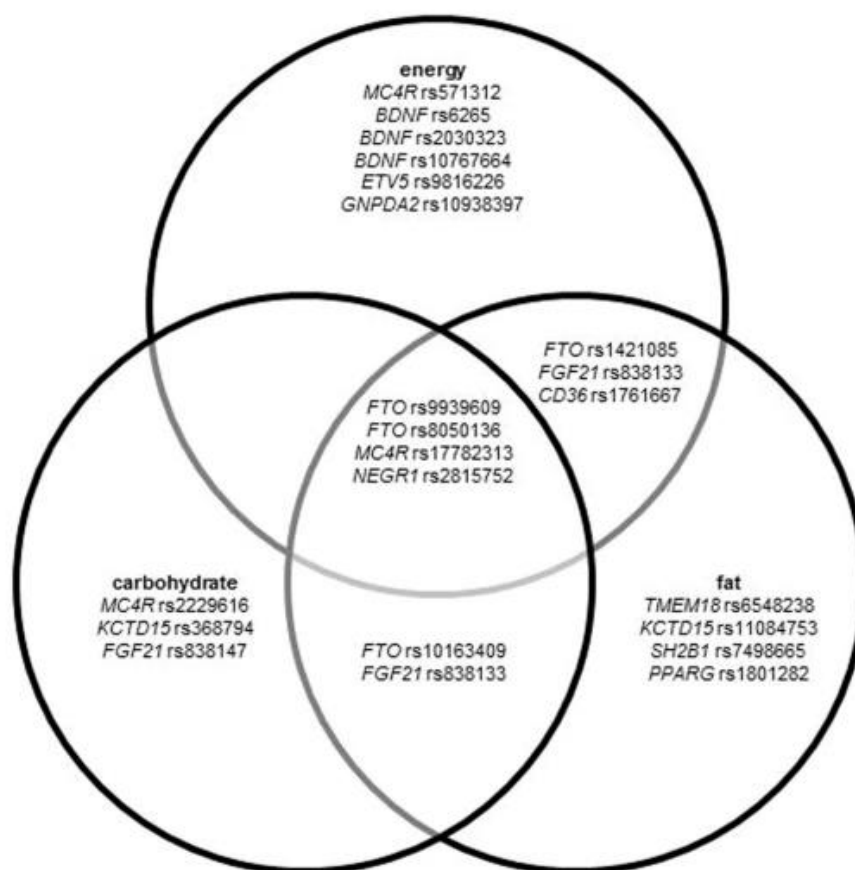 energy
MC4R rs571312
BDNF rs6265
BDNF rs2030323
BDNF rs10767664
ETV5 rs9816226
GNPDA2 rs10938397
FTO rs1421085
FGF21 rs838133
CD36 rs1761667
FTO rs9939609
FTO rs8050136
MC4R rs17782313
NEGR1 rs2815752
carbohydrate
MC4R rs2229616
KCTD15 rs368794
FGF21 rs838147
fat
TMEM18 rs6548238
KCTD15 rs11084753
SH2B1 rs7498665
PPARG rs1801282
FTO rs10163409
FGF21 rs838133